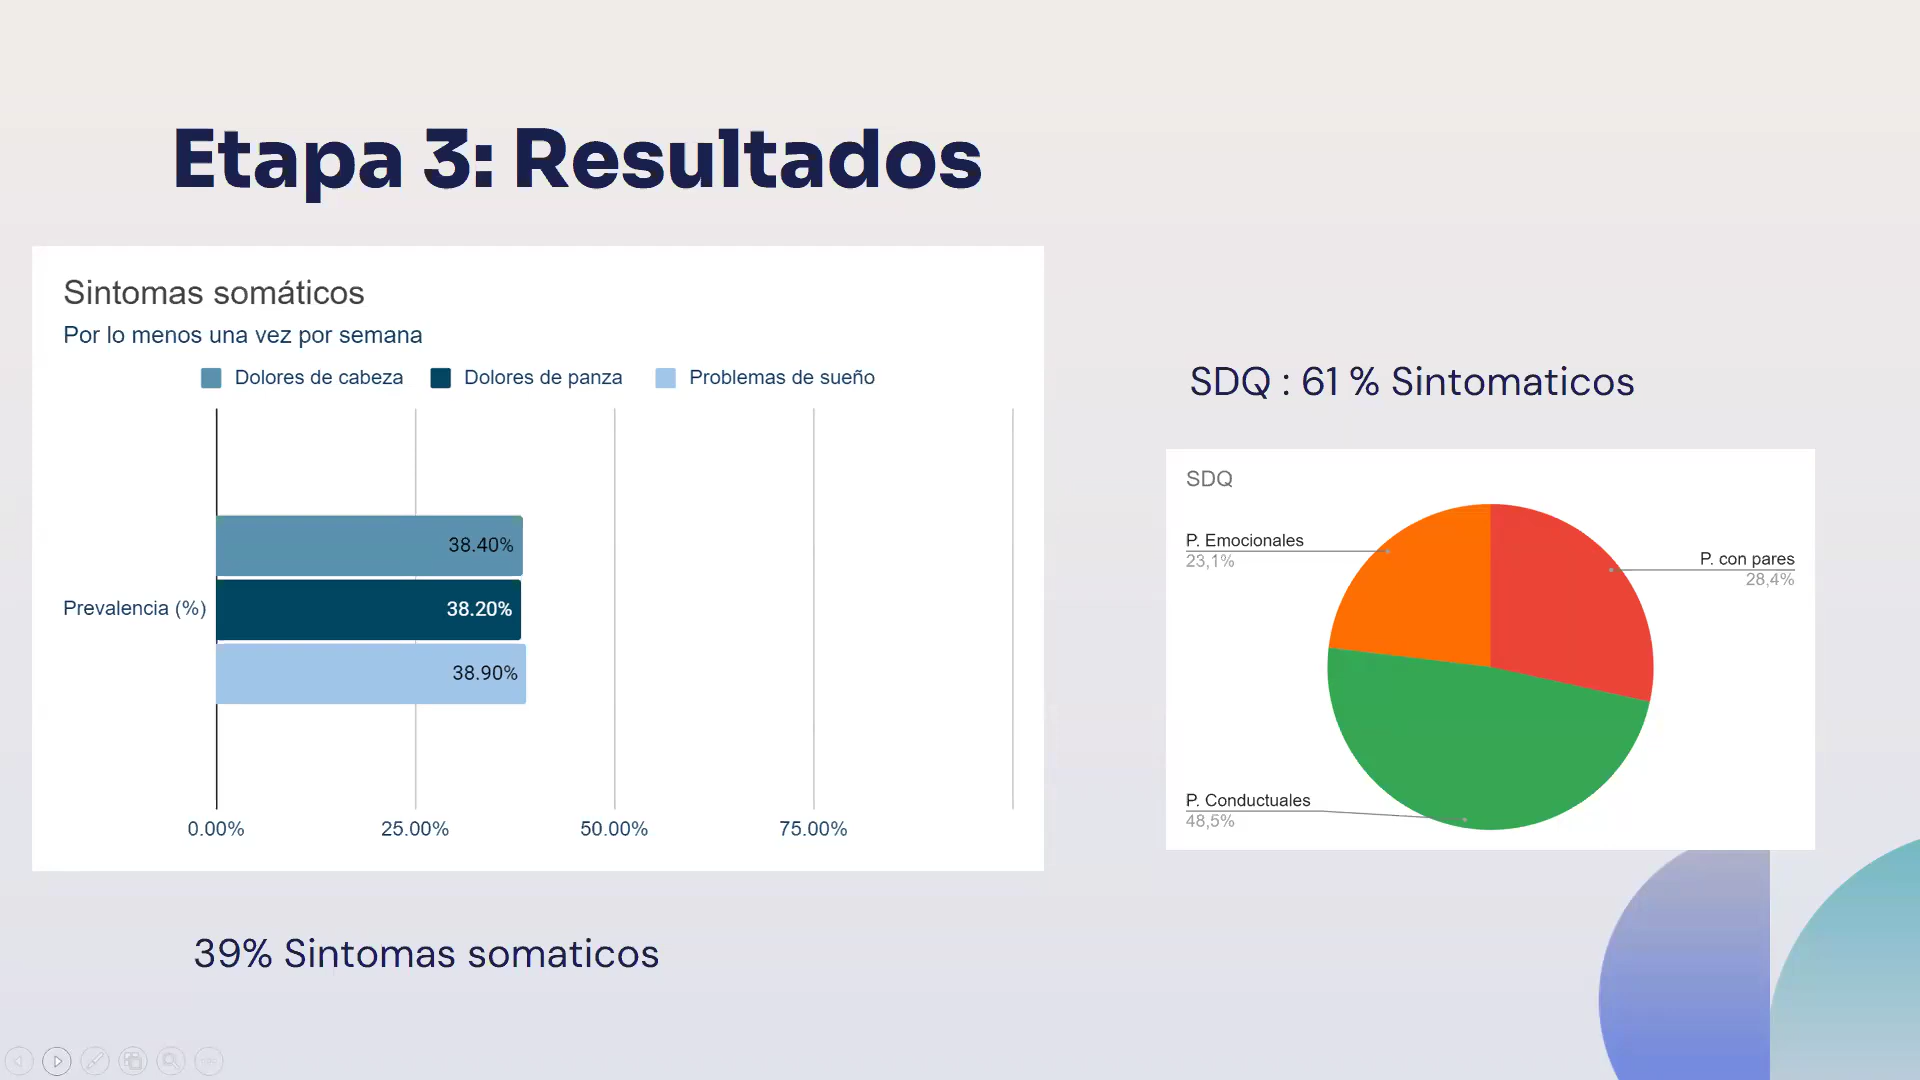 Etapa 3: Resultados
Sintomas somáticos
Por lo menos una vez por semana
Dolores de cabeza Dolores de panza Problemas de sueño
38.40%
Prevalencia (%) 38.20%
38.90%
0.00% 25.00% 50.00% 75.00%
39% Sintomas somaticos
SDQ : 61 % Sintomaticos
SDQ
P. Emocionales
23,1%
P. con pares
28,4%
P. Conductuales
48,5%